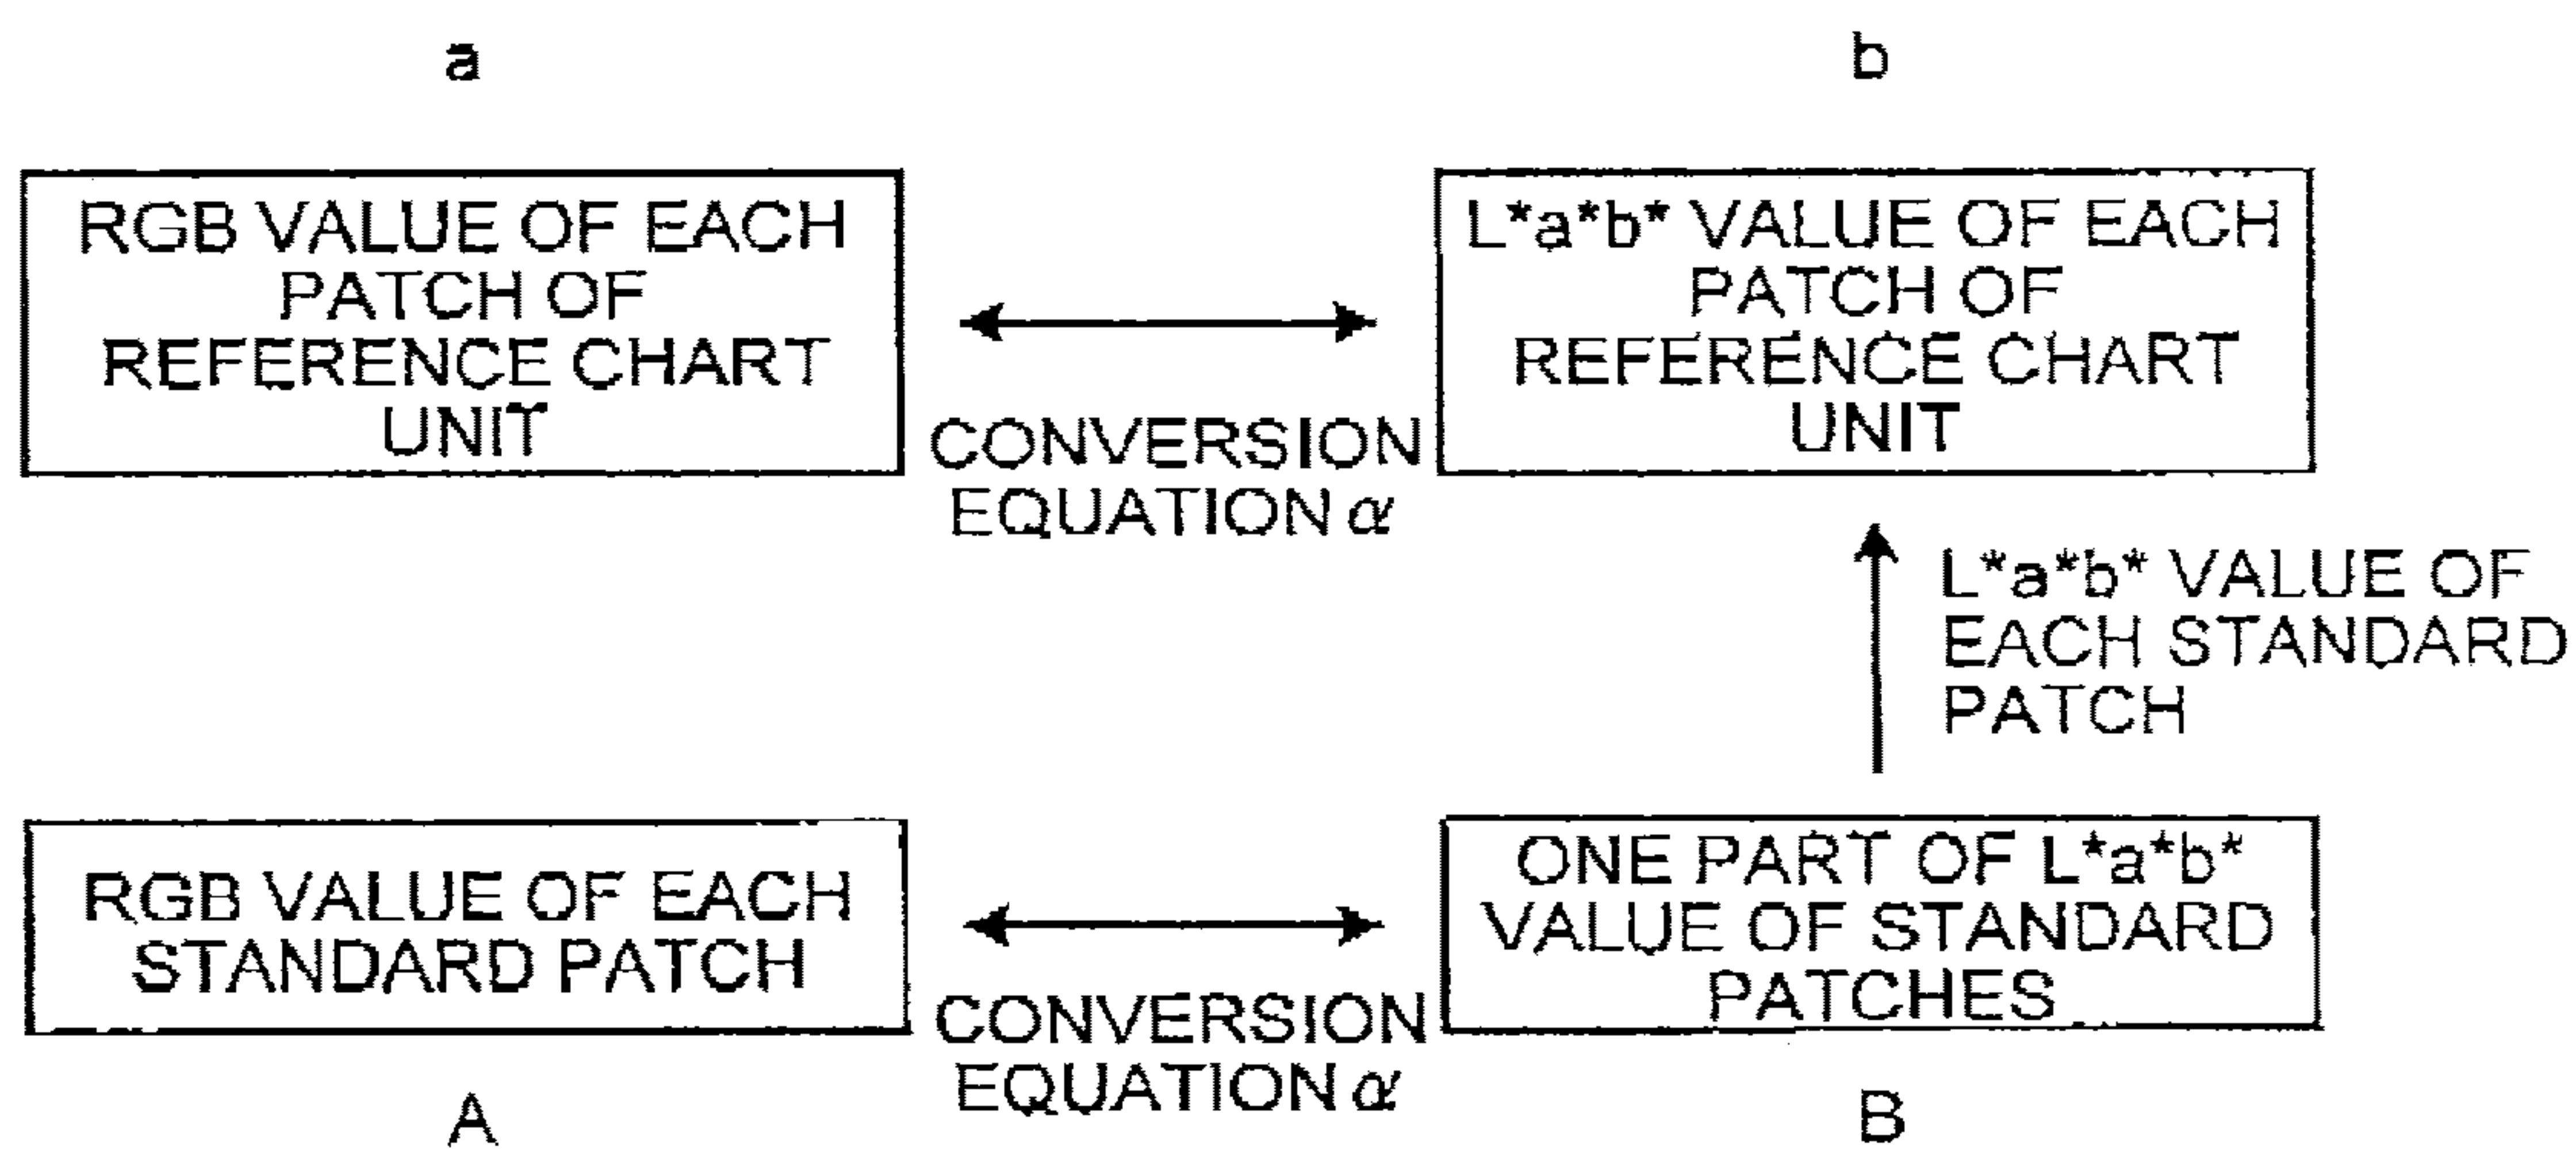 a
b
RGB VALUE OF EACH
PATCH OF
REFERENCE CHART
UNIT
CONVERSION
EQUATION α
L*a*b* VALUE OF EACH
PATCH OF
REFERENCE CHART
UNIT
L*a*b* VALUE OF
EACH STANDARD
PATCH
RGB VALUE OF EACH
STANDARD PATCH
CONVERSION
EQUATION α
ONE PART OF L*a*b*
VALUE OF STANDARD
PATCHES
A
B